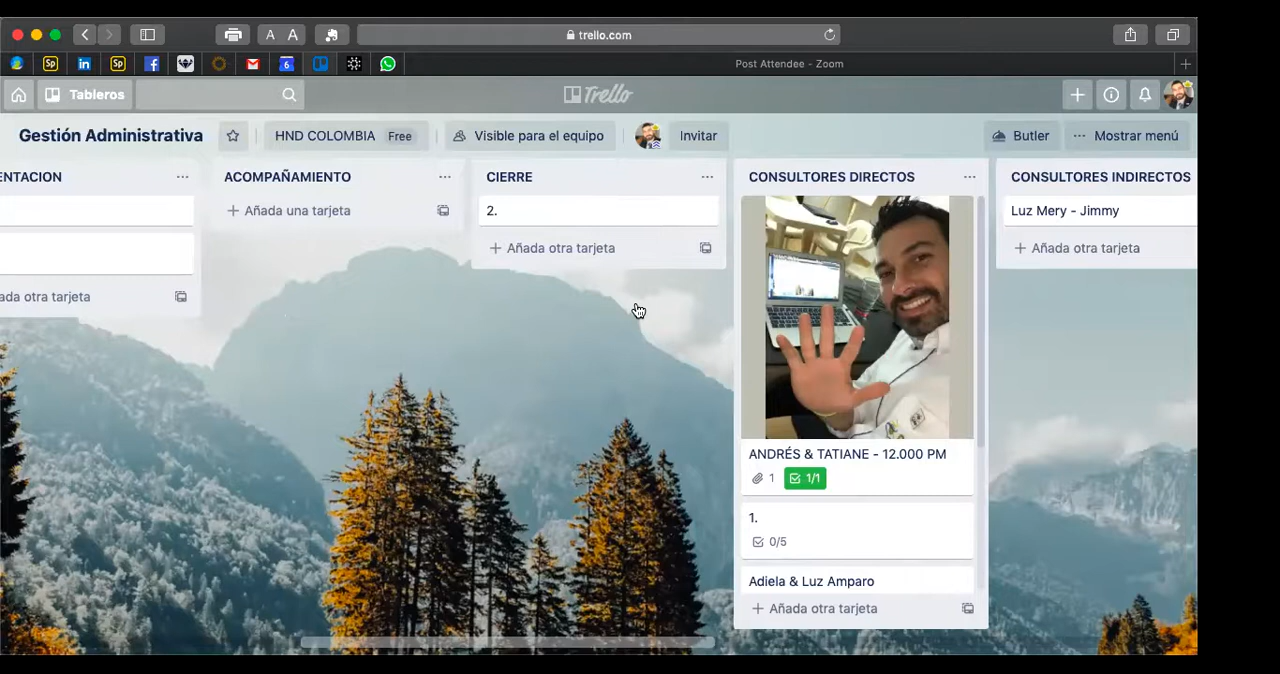 trello.com
Post Attendee - Zoom
Tableros
Trello
Gestión Administrativa
HND COLOMBIA Free
Visible para el equipo
Invitar
Butler
Mostrar menú
ENTACION
ada otra tarjeta
ACOMPAÑAMIENTO
Añada una tarjeta
CIERRE
2.
Añada otra tarjeta
CONSULTORES DIRECTOS
ANDRÉS & TATIANE - 12.000 PM
1
1/1
1.
0/5
Adiela & Luz Amparo
Añada otra tarjeta
CONSULTORES INDIRECTOS
Luz Mery - Jimmy
Añada otra tarjeta